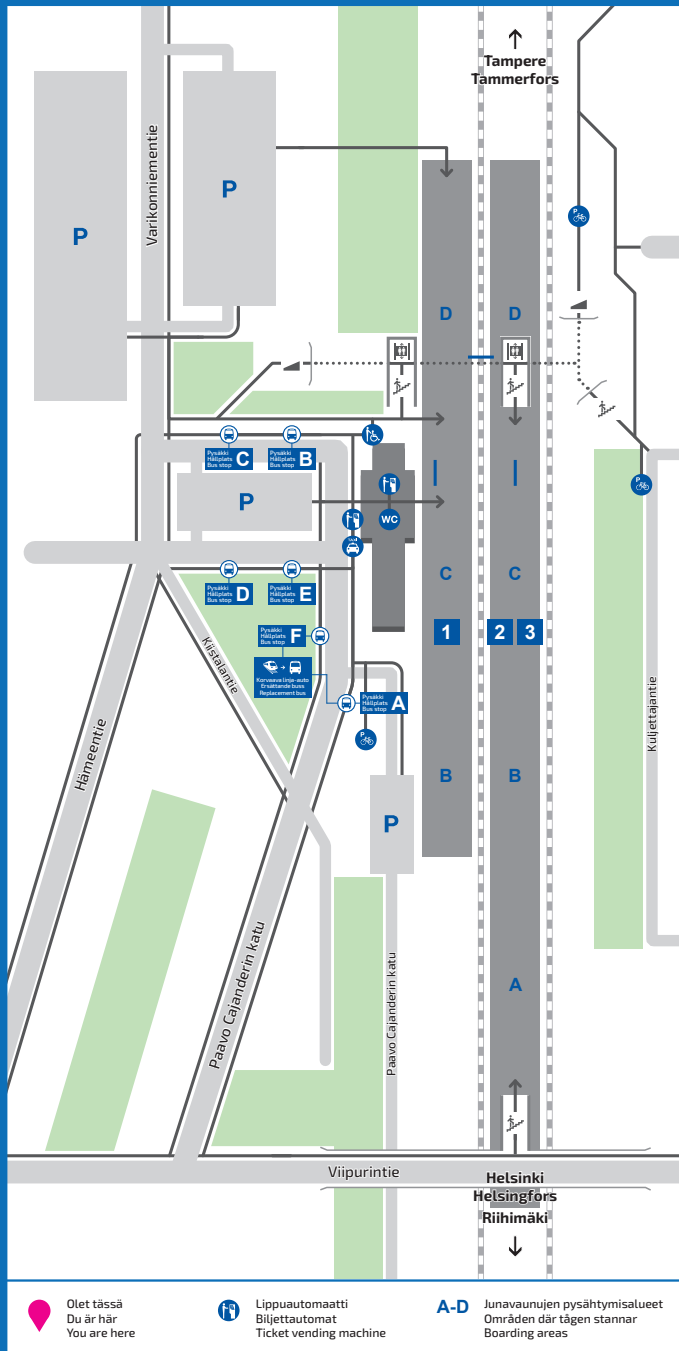 Tampere
Tammerfors
Varikonniementie
P
P
P
D
D
P
Pysäkki
Hållplats
Bus stop
C
Pysäkki
Hållplats
Bus stop
B
P
WC
P
Taxi
C
C
Pysäkki
Hållplats
Bus stop
D
Pysäkki
Hållplats
Bus stop
E
Pysäkki
Hållplats
Bus stop
F
1
2
3
Korvaava linja-auto
Ersättande buss
Replacement bus
Pysäkki
Hållplats
Bus stop
A
Kiistalantie
Hämeentie
Kuljettajantie
P
B
B
P
Paavo Cajanderin katu
Paavo Cajanderin katu
A
Viipurintie
Helsinki
Helsingfors
Riihimäki
Olet tässä
Du är här
You are here
Lippuautomaatti
Biljettautomat
Ticket vending machine
A-D
Junavaunujen pysähtymisalueet
Områden där tågen stannar
Boarding areas